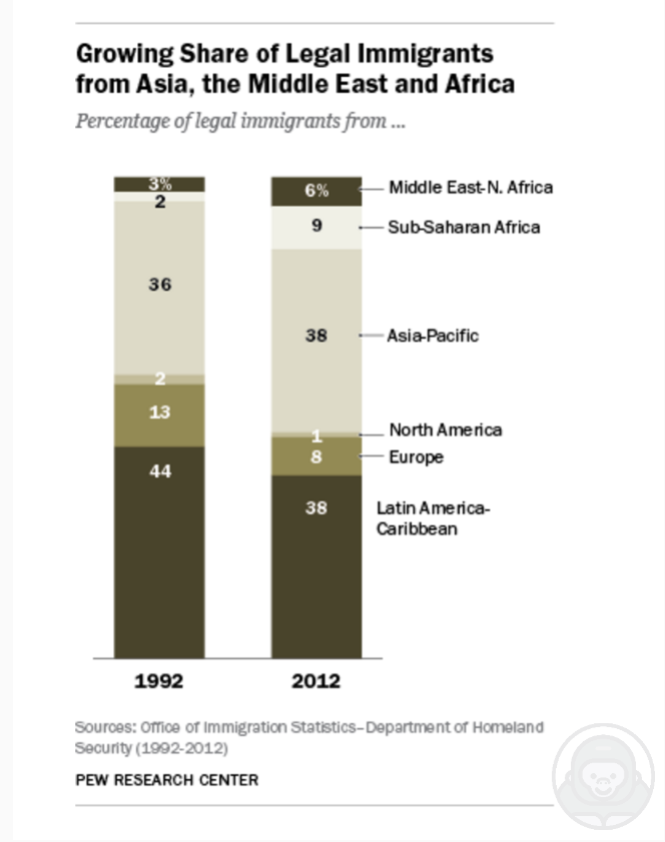 Growing Share of Legal Immigrants
from Asia, the Middle East and Africa
Percentage of legal immigrants from ...
3%
2
36
2
13
44
1992
6%
9
38
1
8
38
2012
Middle East-N. Africa
Sub-Saharan Africa
Asia-Pacific
North America
Europe
Latin America-
Caribbean
Sources: Office of Immigration Statistics–Department of Homeland
Security (1992-2012)
PEW RESEARCH CENTER